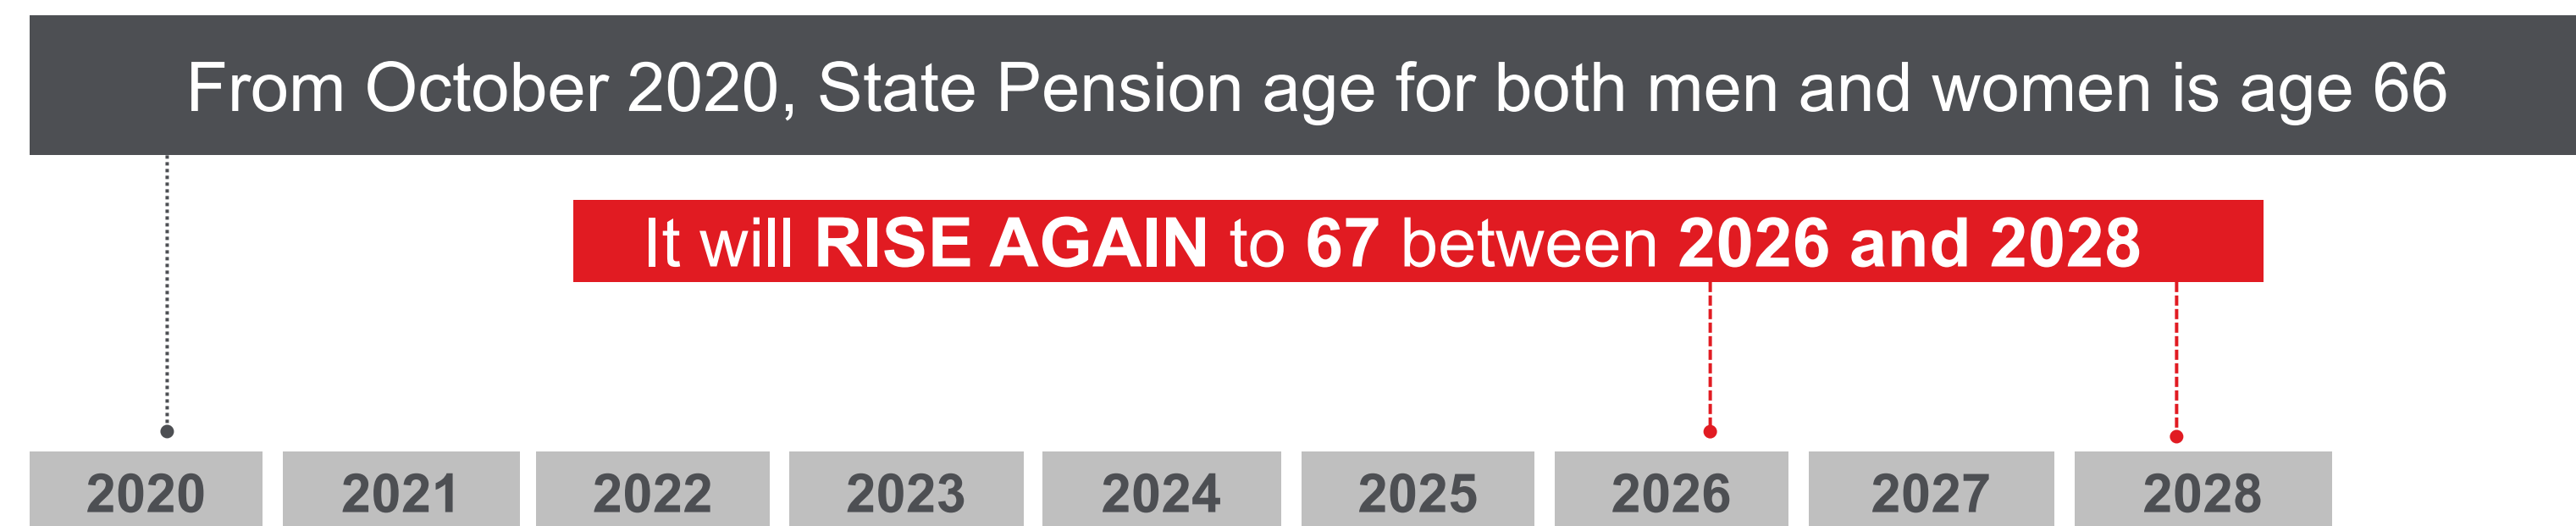 From October 2020, State Pension age for both men and women is age 66
It will RISE AGAIN to 67 between 2026 and 2028
2020 2021 2022 2023 2024 2025 2026 2027 2028